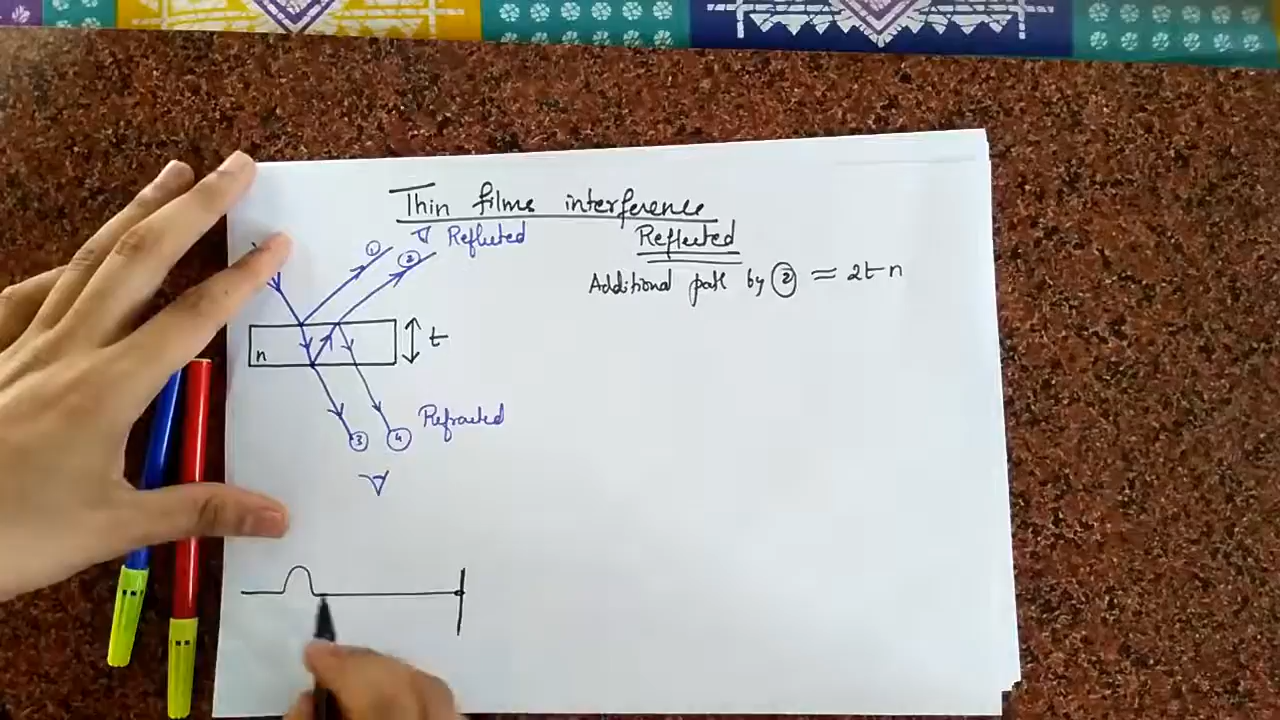 Thin films interference
Reflected
Reflected
Additional path by ② ≈ 2t n
①
②
n
t
Refracted
③ ④